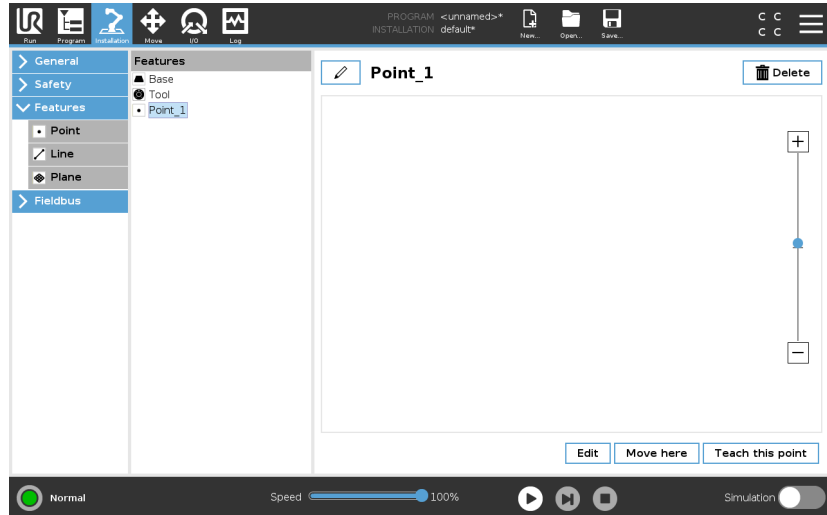 UR
PROGRAM <unnamed>*
INSTALLATION default*
C C
C C
Run Program Installation Move I/O Log New... Open... Save...
General
Safety
Features
Point
Line
Plane
Fieldbus
Features
Base
Tool
Point_1
Point_1
Delete
+
−
Edit Move here Teach this point
Normal
Speed 100%
Simulation